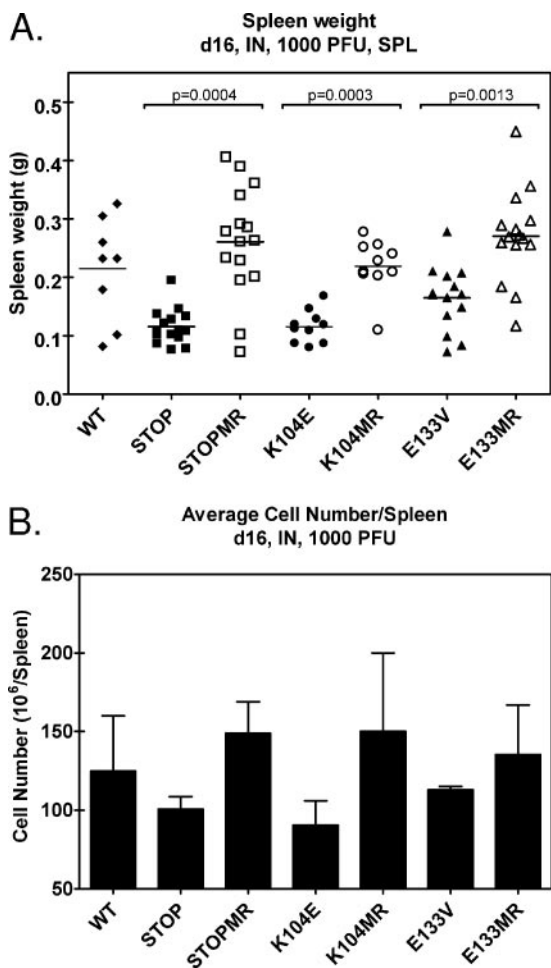 A.
Spleen weight
d16, IN, 1000 PFU, SPL
p=0.0004
p=0.0003
p=0.0013
Spleen weight (g)
0.5
0.4
0.3
0.2
0.1
0.0
WT
STOP
STOPMR
K104E
K104MR
E133V
E133MR
B.
Average Cell Number/Spleen
d16, IN, 1000 PFU
Cell Number (10⁶/Spleen)
250
200
150
100
50
WT
STOP
STOPMR
K104E
K104MR
E133V
E133MR